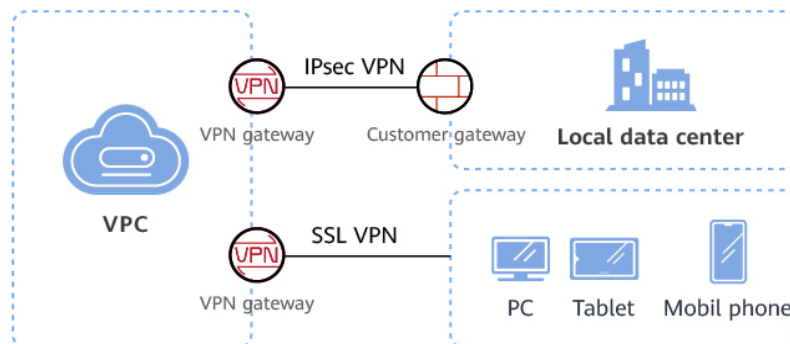 VPC
VPN
VPN gateway
IPsec VPN
Customer gateway
Local data center
VPN
VPN gateway
SSL VPN
PC
Tablet
Mobil phone